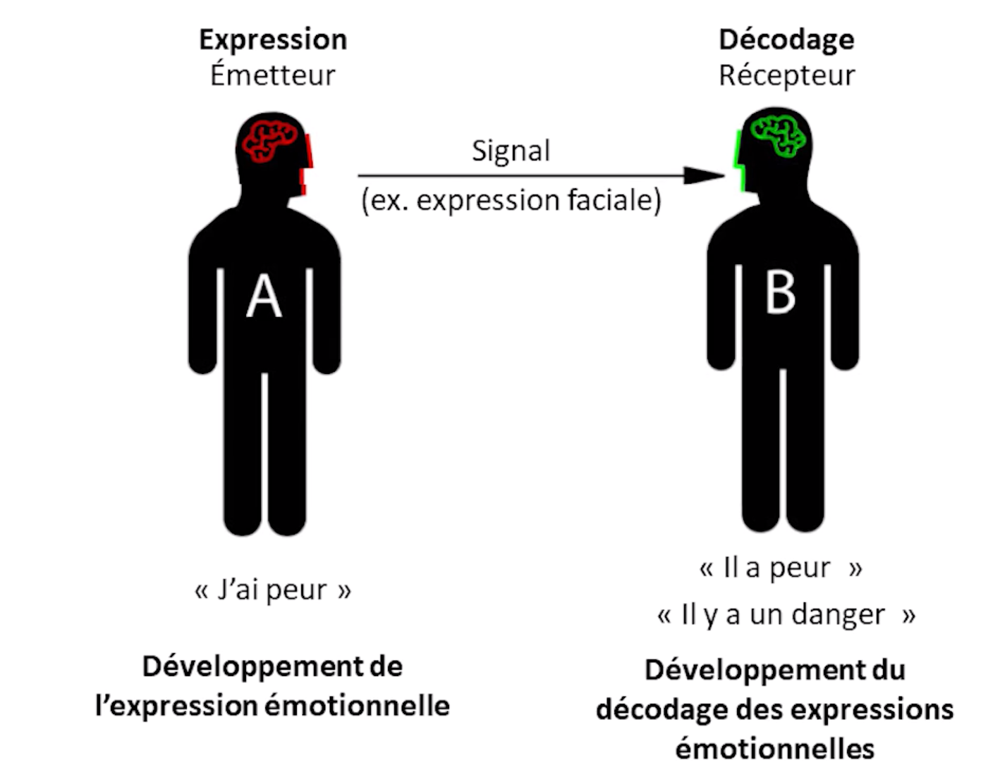 Expression
Émetteur
Décodage
Récepteur
Signal
(ex. expression faciale)
A
B
« J’ai peur »
« Il a peur »
« Il y a un danger »
Développement de
l’expression émotionnelle
Développement du
décodage des expressions
émotionnelles